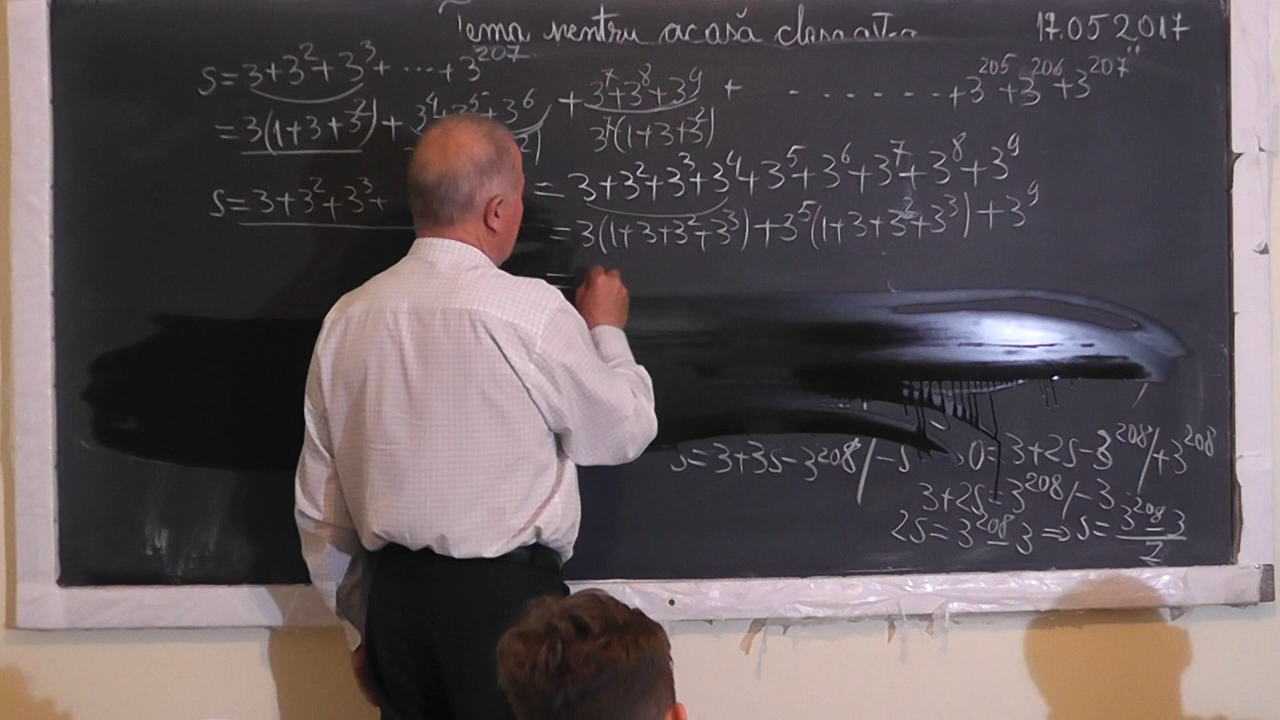 Tema pentru acasă 17.05.2017
S=3+3²+3³+ ⋯ +3²⁰⁷
=3(1+3+3²)+3⁴+3⁵+3⁶ + 3⁷+3⁸+3⁹ + ........ +3²⁰⁵+3²⁰⁶+3²⁰⁷
3⁷(1+3+3²)
S=3+3²+3³+ =3+3²+3³+3⁴+3⁵+3⁶+3⁷+3⁸+3⁹
=3(1+3+3²+3³)+3⁵(1+3+3²+3³)+3⁹
=
S=3+3S-3²⁰⁸/-S 0=3+2S-3²⁰⁸/+3²⁰⁸
3+2S=3²⁰⁸/-3
2S=3²⁰⁸-3⇒S=(3²⁰⁸-3)/2